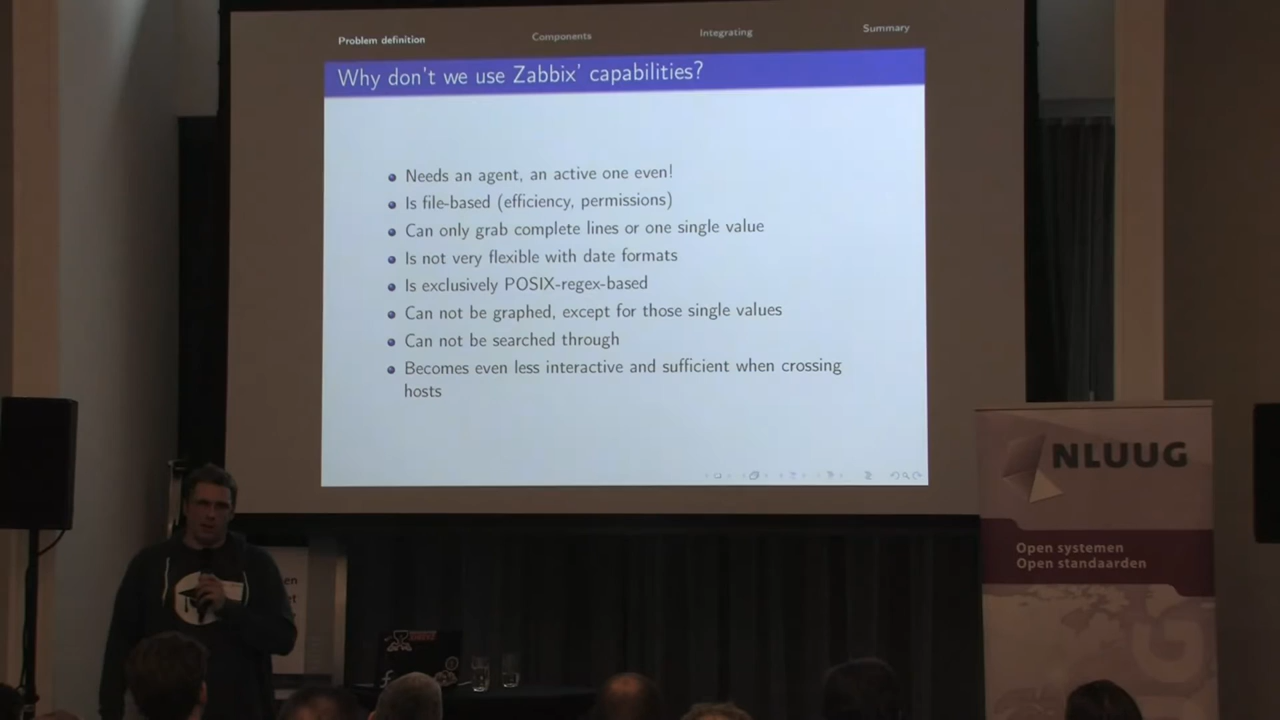 Problem definition
Components
Integrating
Summary
Why don't we use Zabbix' capabilities?
Needs an agent, an active one even!
Is file-based (efficiency, permissions)
Can only grab complete lines or one single value
Is not very flexible with date formats
Is exclusively POSIX-regex-based
Can not be graphed, except for those single values
Can not be searched through
Becomes even less interactive and sufficient when crossing
hosts
NLUUG
Open systemen
Open standaarden